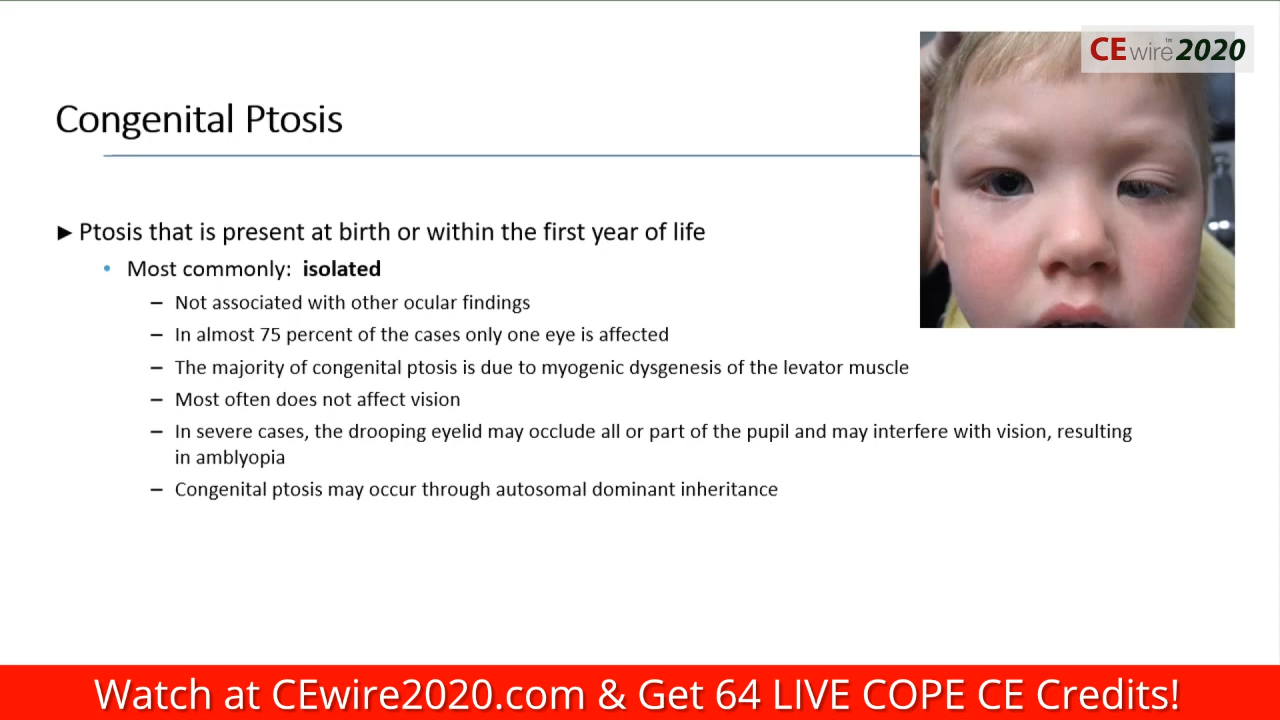 CEwire™2020
Congenital Ptosis
► Ptosis that is present at birth or within the first year of life
• Most commonly: isolated
– Not associated with other ocular findings
– In almost 75 percent of the cases only one eye is affected
– The majority of congenital ptosis is due to myogenic dysgenesis of the levator muscle
– Most often does not affect vision
– In severe cases, the drooping eyelid may occlude all or part of the pupil and may interfere with vision, resulting
in amblyopia
– Congenital ptosis may occur through autosomal dominant inheritance
Watch at CEwire2020.com & Get 64 LIVE COPE CE Credits!